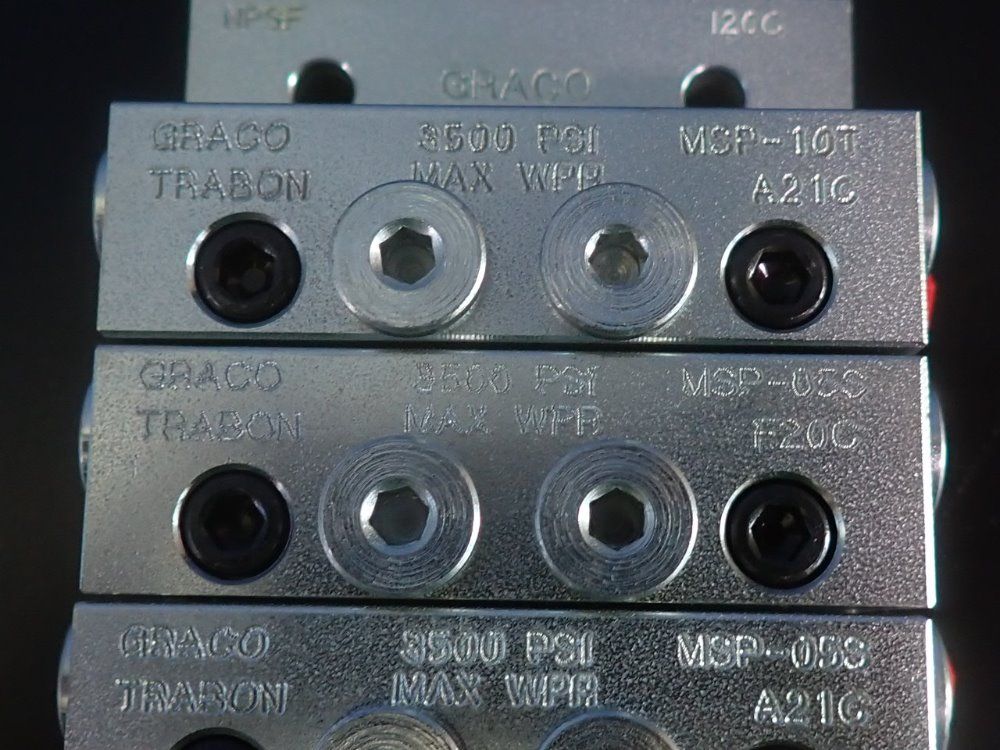 NPSF 120C
GRACO
GRACO 3500 PSI MSP-10T
TRABON MAX WPR A21C
GRACO 3500 PSI MSP-05S
TRABON MAX WPR F20C
GRACO 3500 PSI MSP-05S
TRABON MAX WPR A21C